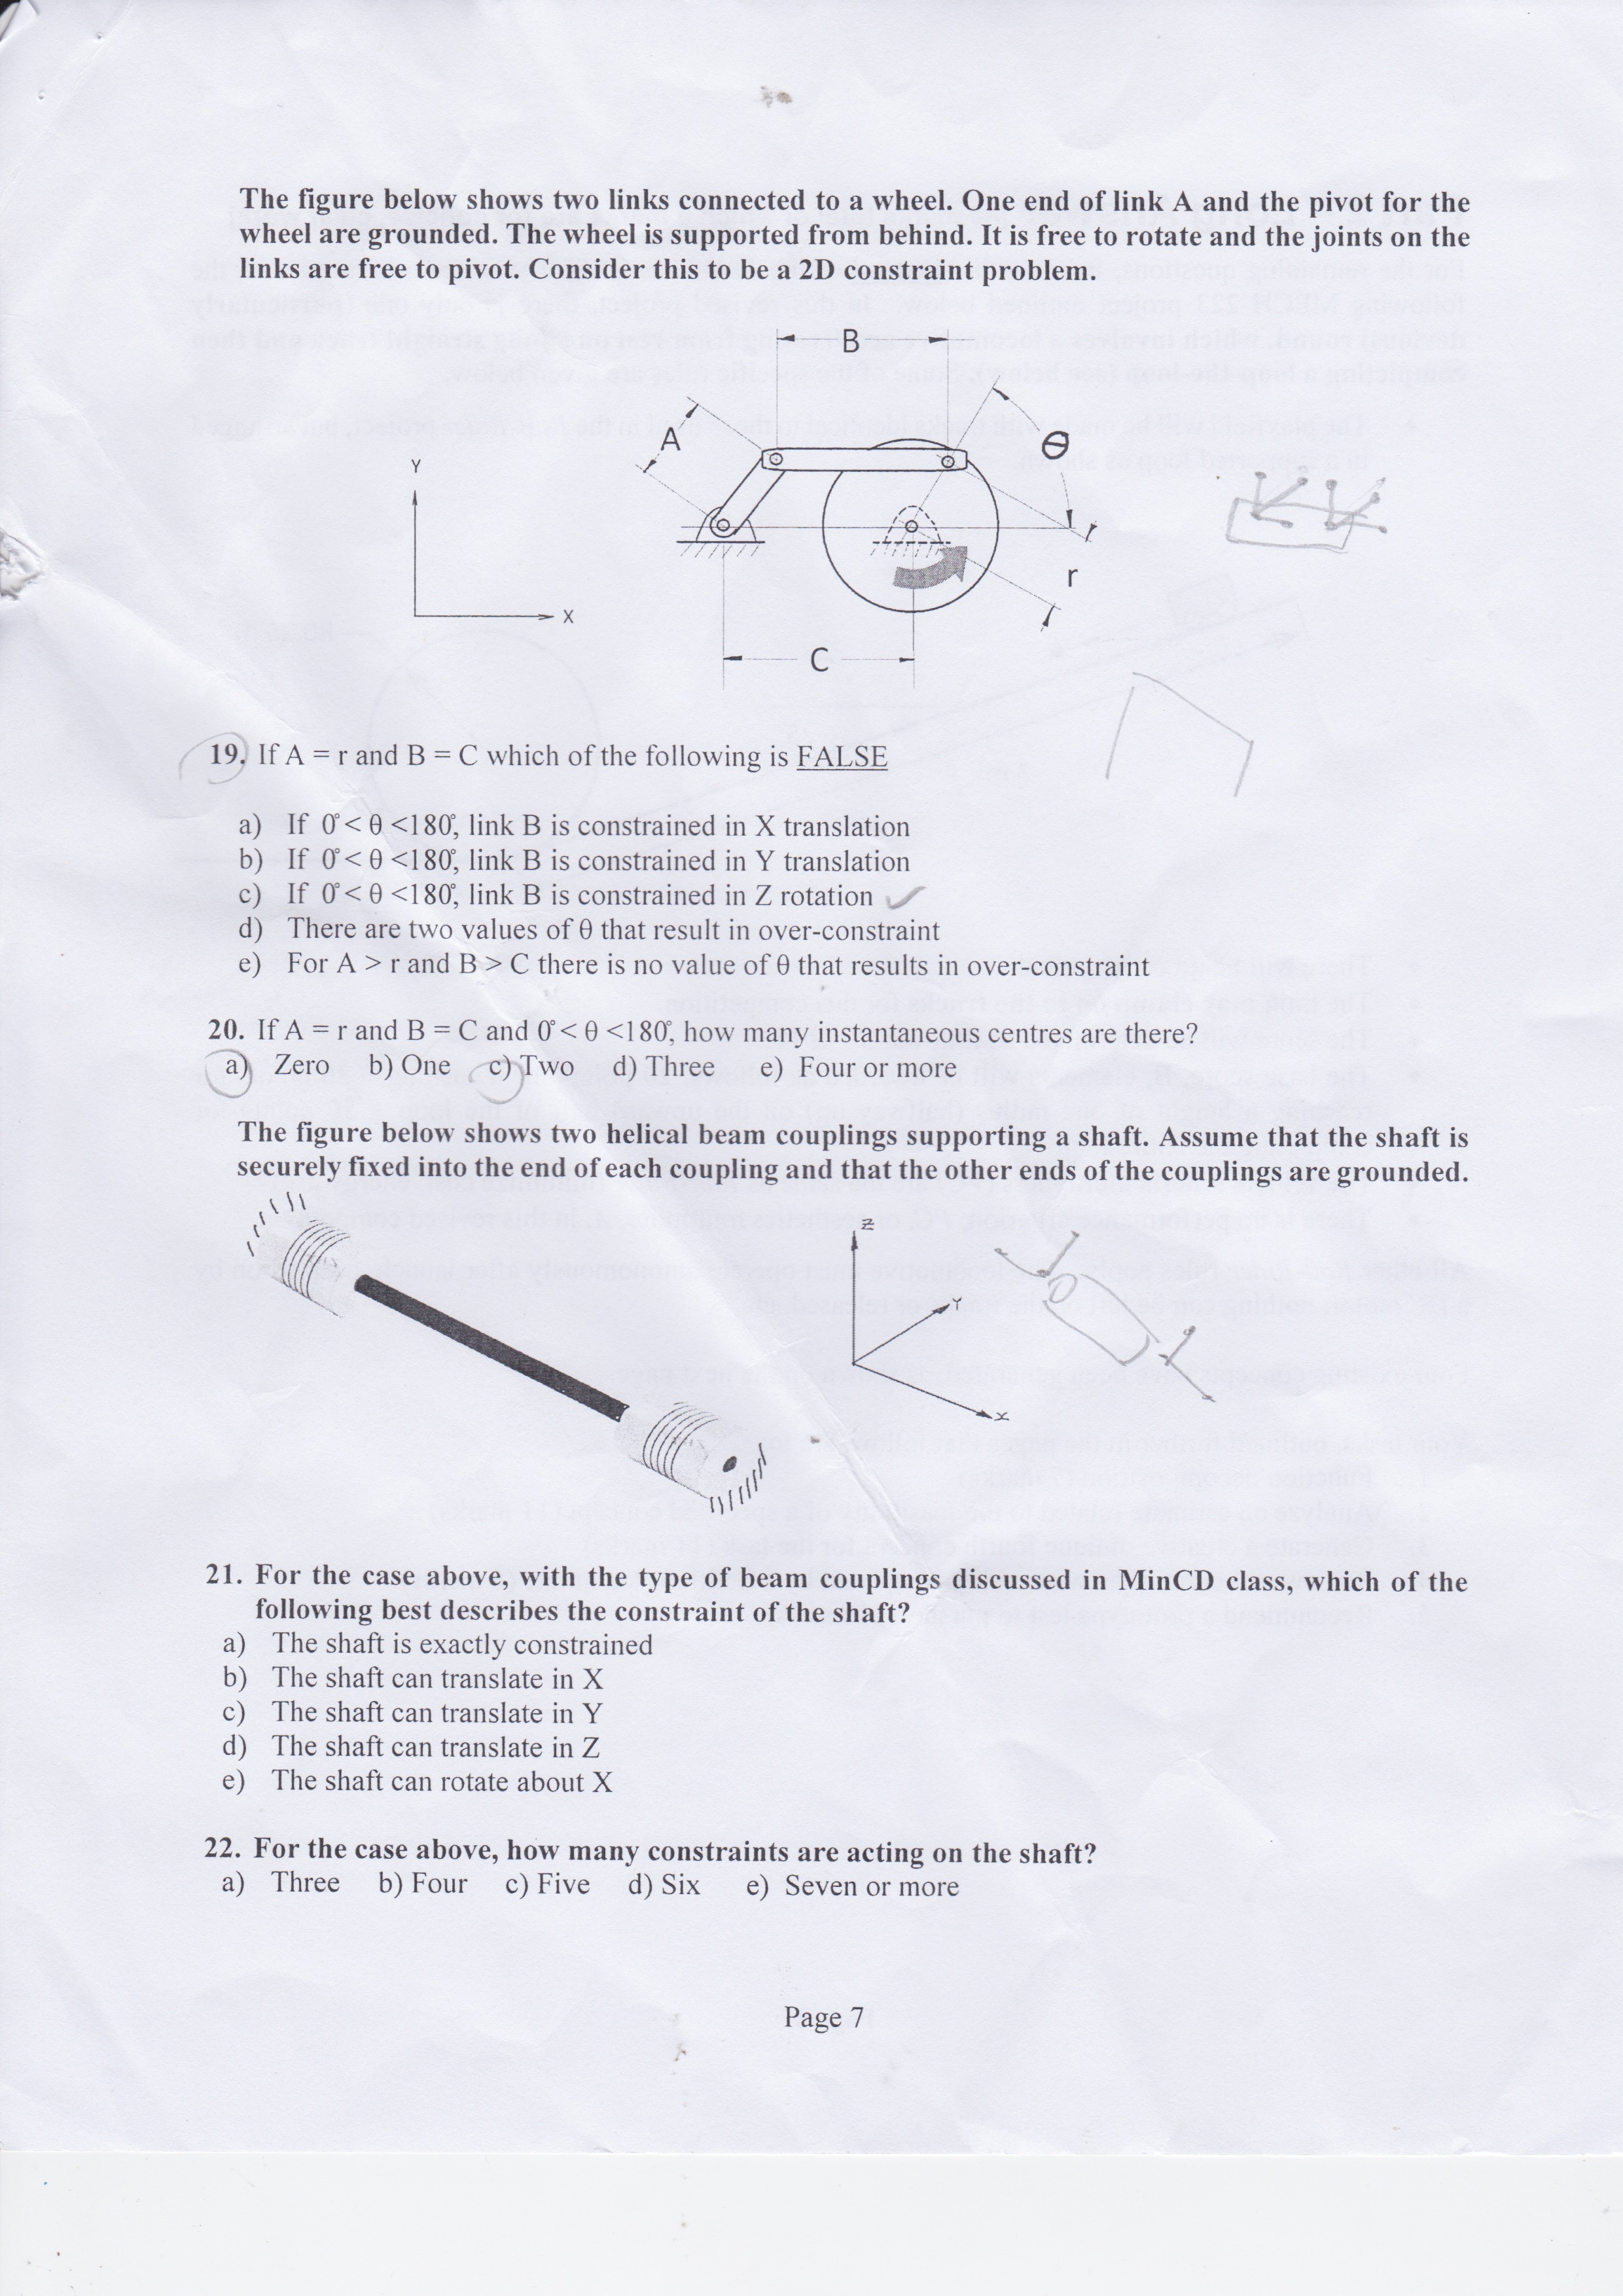 The figure below shows two links connected to a wheel. One end of link A and the pivot for the
wheel are grounded. The wheel is supported from behind. It is free to rotate and the joints on the
links are free to pivot. Consider this to be a 2D constraint problem.
B
A
θ
Y
X
r
C
19. If A = r and B = C which of the following is FALSE
a) If 0° < θ < 180°, link B is constrained in X translation
b) If 0° < θ < 180°, link B is constrained in Y translation
c) If 0° < θ < 180°, link B is constrained in Z rotation ✓
d) There are two values of θ that result in over-constraint
e) For A > r and B > C there is no value of θ that results in over-constraint
20. If A = r and B = C and 0° < θ < 180°, how many instantaneous centres are there?
a) Zero b) One c) Two d) Three e) Four or more
The figure below shows two helical beam couplings supporting a shaft. Assume that the shaft is
securely fixed into the end of each coupling and that the other ends of the couplings are grounded.
Z
Y
X
21. For the case above, with the type of beam couplings discussed in MinCD class, which of the
following best describes the constraint of the shaft?
a) The shaft is exactly constrained
b) The shaft can translate in X
c) The shaft can translate in Y
d) The shaft can translate in Z
e) The shaft can rotate about X
22. For the case above, how many constraints are acting on the shaft?
a) Three b) Four c) Five d) Six e) Seven or more
Page 7